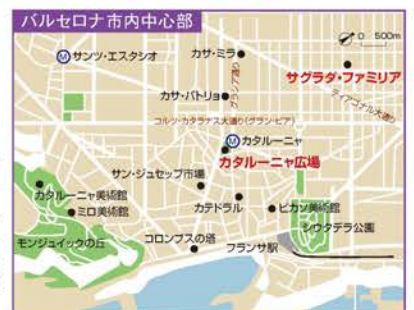 バルセロナ市内中心部
0 500m
M サンツ・エスタシオ
カサ・ミラ
サグラダ・ファミリア
カサ・バトリョ
グラシア通り
ディアゴナル大通り
コルツ・カタラナス大通り(グラン・ビア)
M カタルーニャ
カタルーニャ広場
サン・ジュセップ市場
カタルーニャ美術館
カテドラル
ピカソ美術館
ミロ美術館
シウタデラ公園
モンジュイックの丘
コロンブスの塔
フランサ駅